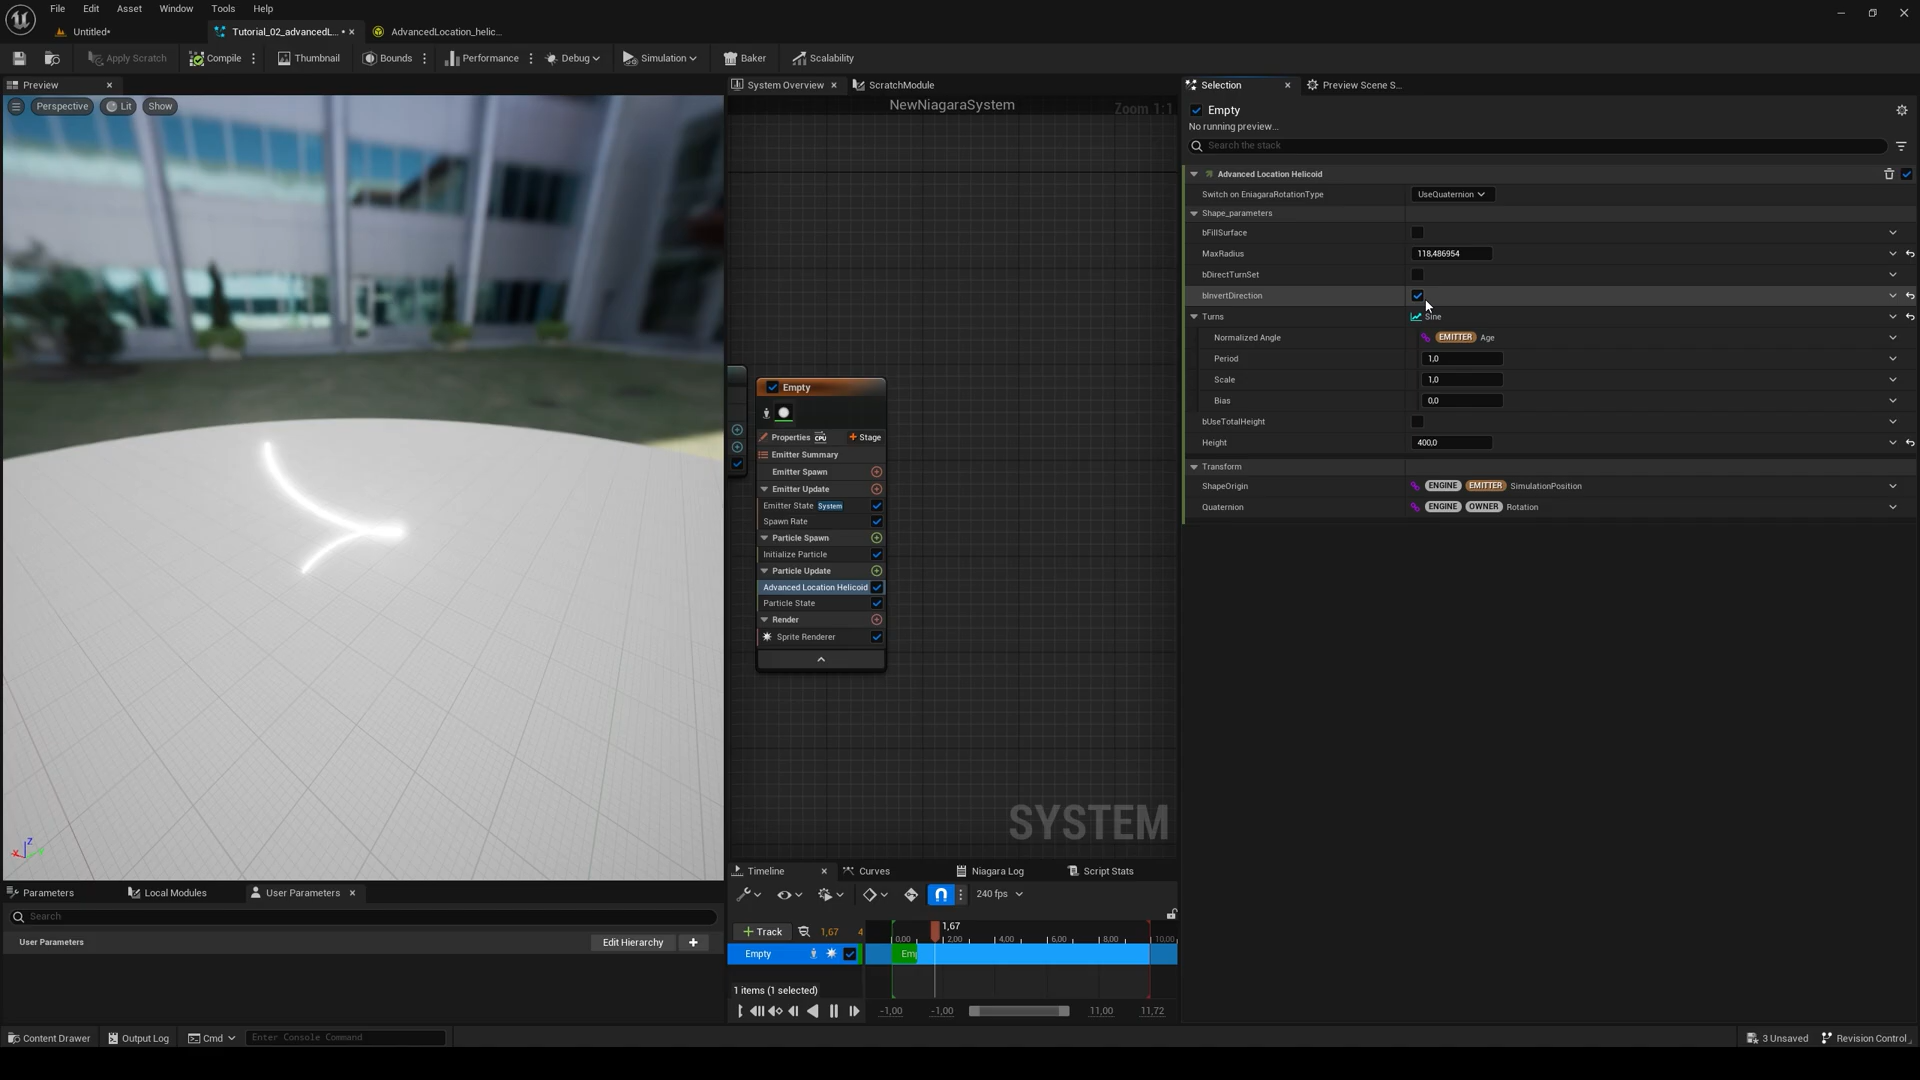 File Edit Asset Window Tools Help
Untitled*
Tutorial_02_advancedL... •
AdvancedLocation_helic...
Apply Scratch Compile Thumbnail Bounds Performance Debug Simulation Baker Scalability
Preview
Perspective Lit Show
System Overview ScratchModule
NewNiagaraSystem
Zoom 1:1
Empty
Properties CPU Stage
Emitter Summary
Emitter Spawn
Emitter Update
Emitter State System
Spawn Rate
Particle Spawn
Initialize Particle
Particle Update
Advanced Location Helicoid
Particle State
Render
Sprite Renderer
SYSTEM
Selection Preview Scene S...
Empty
No running preview...
Search the stack
Advanced Location Helicoid
Switch on EniagaraRotationType UseQuaternion
Shape_parameters
bFillSurface
MaxRadius 118,486954
bDirectTurnSet
bInvertDirection
Turns Sine
Normalized Angle EMITTER Age
Period 1,0
Scale 1,0
Bias 0,0
bUseTotalHeight
Height 400,0
Transform
ShapeOrigin ENGINE EMITTER SimulationPosition
Quaternion ENGINE OWNER Rotation
Z
X
Parameters Local Modules User Parameters
Search
User Parameters Edit Hierarchy
Timeline Curves Niagara Log Script Stats
240 fps
Track 1,67 4
1,67
0,00 2,00 4,00 6,00 8,00 10,00
Empty
1 items (1 selected)
-1,00 -1,00 11,00 11,72
Content Drawer Output Log Cmd Enter Console Command
3 Unsaved Revision Control